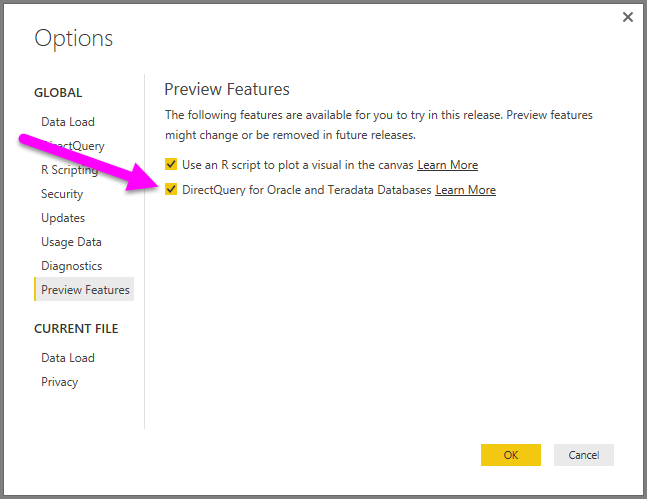 Options
GLOBAL
Data Load
DirectQuery
R Scripting
Security
Updates
Usage Data
Diagnostics
Preview Features
CURRENT FILE
Data Load
Privacy
Preview Features
The following features are available for you to try in this release. Preview features
might change or be removed in future releases.
Use an R script to plot a visual in the canvas Learn More
DirectQuery for Oracle and Teradata Databases Learn More
OK
Cancel